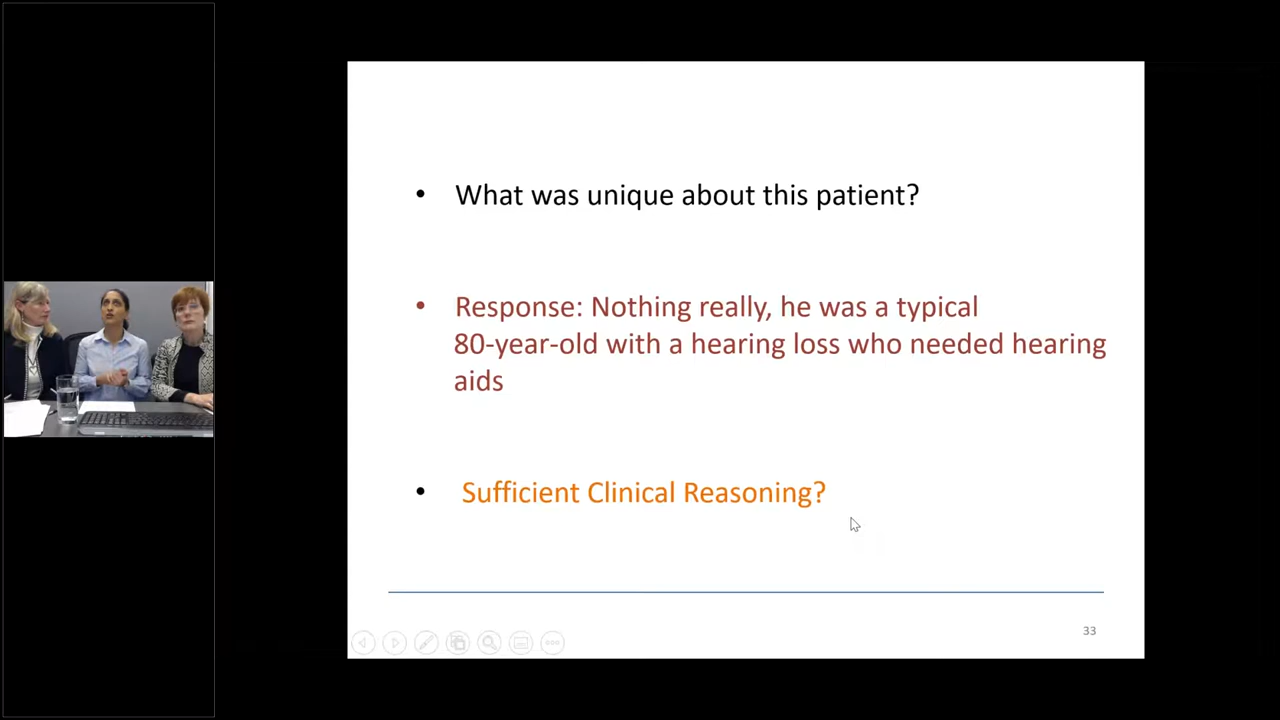 • What was unique about this patient?
• Response: Nothing really, he was a typical
80-year-old with a hearing loss who needed hearing
aids
• Sufficient Clinical Reasoning?
33